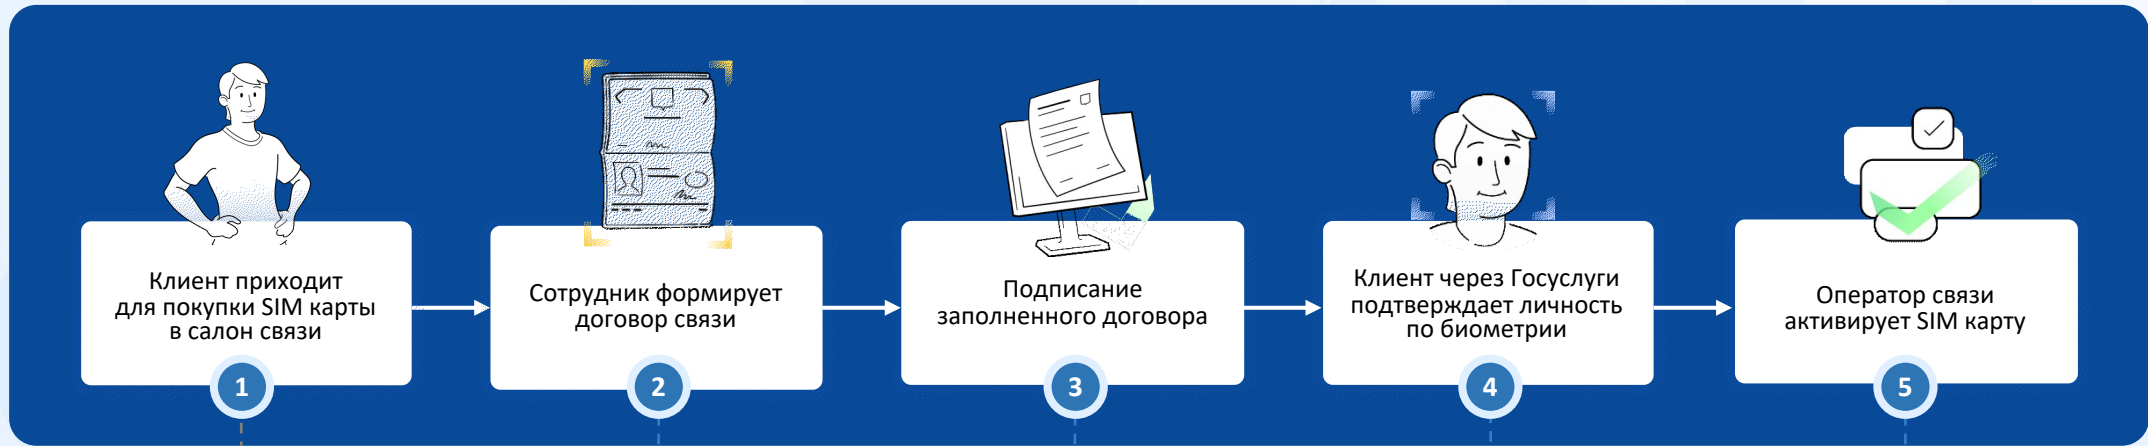 Клиент приходит
для покупки SIM карты
в салон связи
1
Сотрудник формирует
договор связи
2
Подписание
заполненного договора
3
Клиент через Госуслуги
подтверждает личность
по биометрии
4
Оператор связи
активирует SIM карту
5